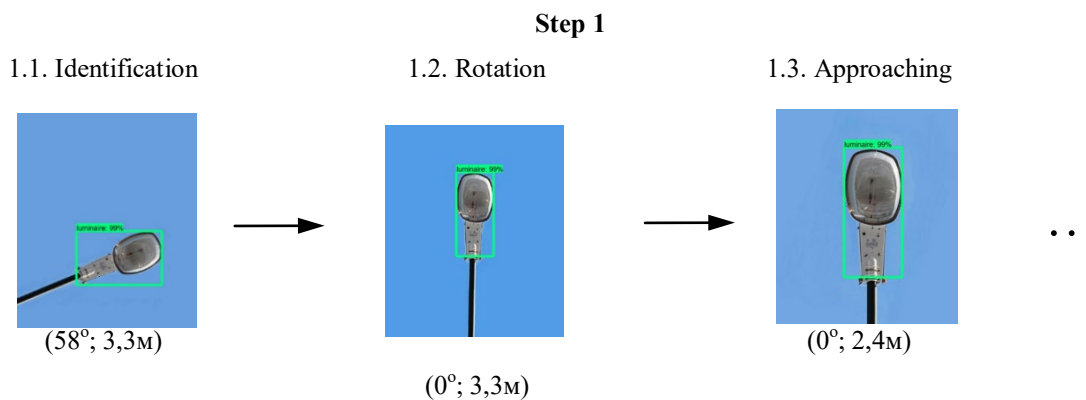 Step 1
1.1. Identification
1.2. Rotation
1.3. Approaching
luminaire: 99%
luminaire: 99%
luminaire: 99%
. .
(58°; 3,3м)
(0°; 3,3м)
(0°; 2,4м)